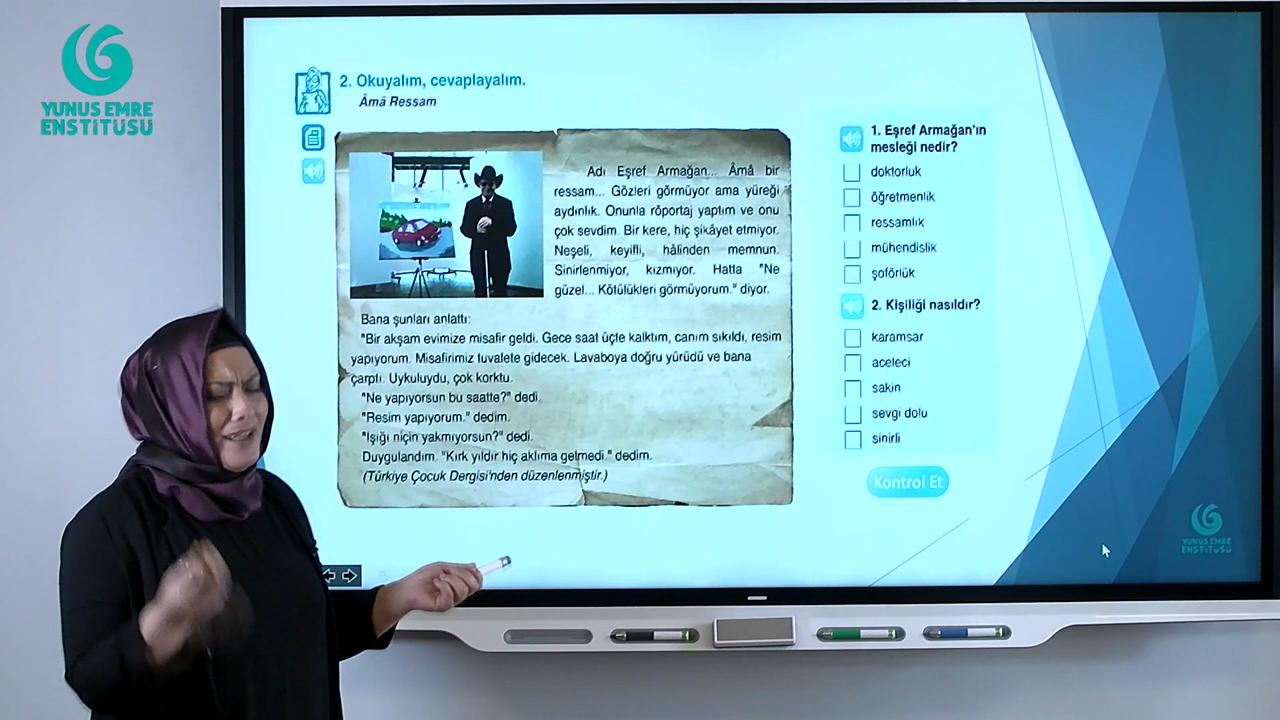 YUNUS EMRE
ENSTİTÜSÜ
2. Okuyalım, cevaplayalım.
Âmâ Ressam
Adı Eşref Armağan... Âmâ bir
ressam... Gözleri görmüyor ama yüreği
aydınlık. Onunla röportaj yaptım ve onu
çok sevdim. Bir kere, hiç şikâyet etmiyor.
Neşeli, keyifli, hâlinden memnun.
Sinirlenmiyor, kızmıyor. Hatta "Ne
güzel... Kötülükleri görmüyorum." diyor.
Bana şunları anlattı:
"Bir akşam evimize misafir geldi. Gece saat üçte kalktım, canım sıkıldı, resim
yapıyorum. Misafirimiz tuvalete gidecek. Lavaboya doğru yürüdü ve bana
çarptı. Uykuluydu, çok korktu.
"Ne yapıyorsun bu saatte?" dedi.
"Resim yapıyorum." dedim.
"Işığı niçin yakmıyorsun?" dedi.
Duygulandım. "Kırk yıldır hiç aklıma gelmedi." dedim.
(Türkiye Çocuk Dergisi'nden düzenlenmiştir.)
1. Eşref Armağan'ın
mesleği nedir?
doktorluk
öğretmenlik
ressamlık
mühendislik
şoförlük
2. Kişiliği nasıldır?
karamsar
aceleci
sakin
sevgi dolu
sinirli
Kontrol Et
YUNUS EMRE
ENSTİTÜSÜ